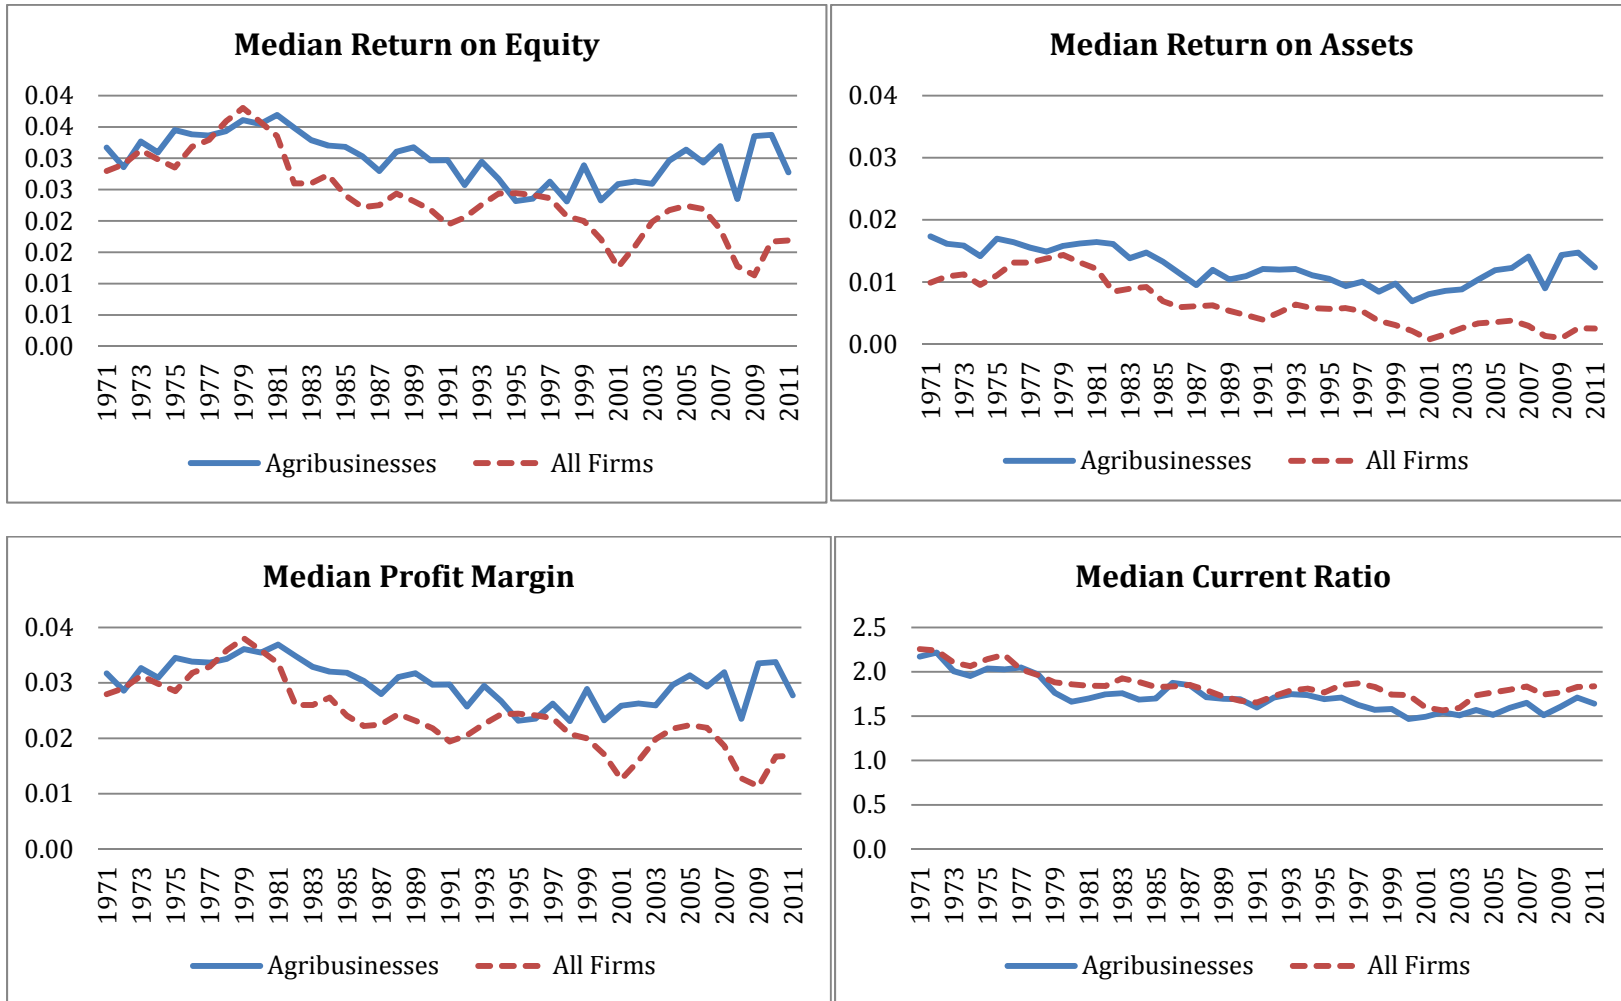 Median Return on Equity
0.04
0.04
0.03
0.03
0.02
0.02
0.01
0.01
0.00
1971 1973 1975 1977 1979 1981 1983 1985 1987 1989 1991 1993 1995 1997 1999 2001 2003 2005 2007 2009 2011
Agribusinesses All Firms
Median Return on Assets
0.04
0.03
0.02
0.01
0.00
1971 1973 1975 1977 1979 1981 1983 1985 1987 1989 1991 1993 1995 1997 1999 2001 2003 2005 2007 2009 2011
Agribusinesses All Firms
Median Profit Margin
0.04
0.03
0.02
0.01
0.00
1971 1973 1975 1977 1979 1981 1983 1985 1987 1989 1991 1993 1995 1997 1999 2001 2003 2005 2007 2009 2011
Agribusinesses All Firms
Median Current Ratio
2.5
2.0
1.5
1.0
0.5
0.0
1971 1973 1975 1977 1979 1981 1983 1985 1987 1989 1991 1993 1995 1997 1999 2001 2003 2005 2007 2009 2011
Agribusinesses All Firms